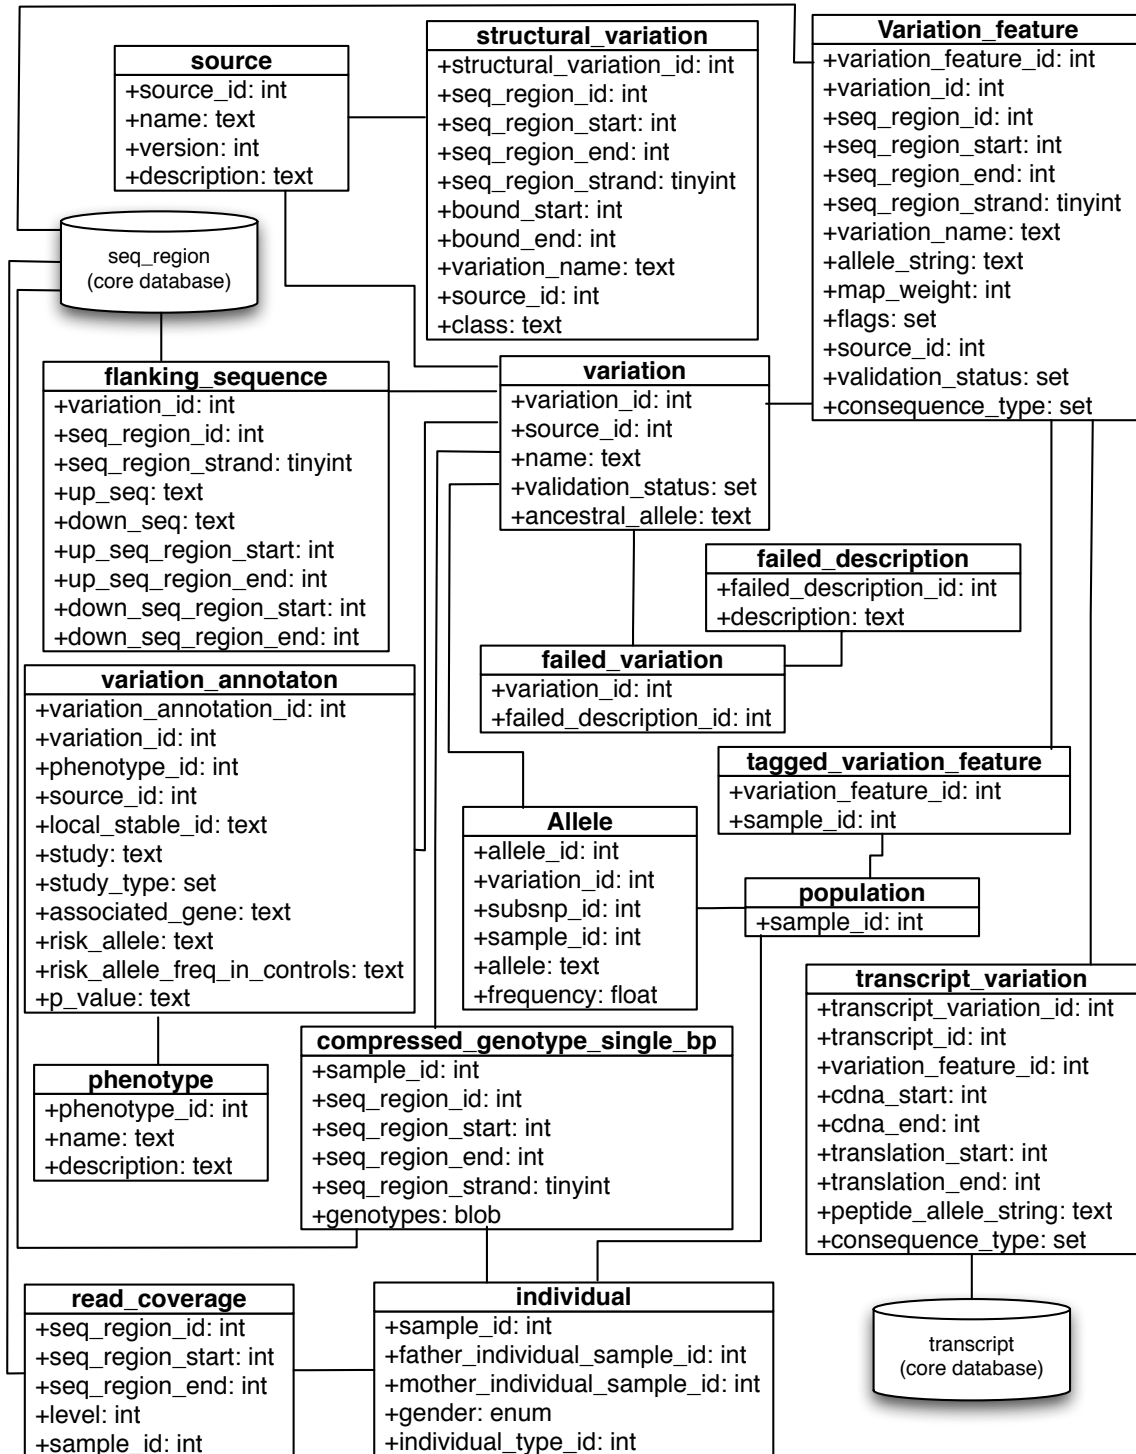 source
+source_id: int
+name: text
+version: int
+description: text
structural_variation
+structural_variation_id: int
+seq_region_id: int
+seq_region_start: int
+seq_region_end: int
+seq_region_strand: tinyint
+bound_start: int
+bound_end: int
+variation_name: text
+source_id: int
+class: text
Variation_feature
+variation_feature_id: int
+variation_id: int
+seq_region_id: int
+seq_region_start: int
+seq_region_end: int
+seq_region_strand: tinyint
+variation_name: text
+allele_string: text
+map_weight: int
+flags: set
+source_id: int
+validation_status: set
+consequence_type: set
seq_region
(core database)
flanking_sequence
+variation_id: int
+seq_region_id: int
+seq_region_strand: tinyint
+up_seq: text
+down_seq: text
+up_seq_region_start: int
+up_seq_region_end: int
+down_seq_region_start: int
+down_seq_region_end: int
variation
+variation_id: int
+source_id: int
+name: text
+validation_status: set
+ancestral_allele: text
failed_description
+failed_description_id: int
+description: text
failed_variation
+variation_id: int
+failed_description_id: int
variation_annotaton
+variation_annotation_id: int
+variation_id: int
+phenotype_id: int
+source_id: int
+local_stable_id: text
+study: text
+study_type: set
+associated_gene: text
+risk_allele: text
+risk_allele_freq_in_controls: text
+p_value: text
tagged_variation_feature
+variation_feature_id: int
+sample_id: int
Allele
+allele_id: int
+variation_id: int
+subsnp_id: int
+sample_id: int
+allele: text
+frequency: float
population
+sample_id: int
transcript_variation
+transcript_variation_id: int
+transcript_id: int
+variation_feature_id: int
+cdna_start: int
+cdna_end: int
+translation_start: int
+translation_end: int
+peptide_allele_string: text
+consequence_type: set
compressed_genotype_single_bp
+sample_id: int
+seq_region_id: int
+seq_region_start: int
+seq_region_end: int
+seq_region_strand: tinyint
+genotypes: blob
phenotype
+phenotype_id: int
+name: text
+description: text
read_coverage
+seq_region_id: int
+seq_region_start: int
+seq_region_end: int
+level: int
+sample_id: int
individual
+sample_id: int
+father_individual_sample_id: int
+mother_individual_sample_id: int
+gender: enum
+individual_type_id: int
transcript
(core database)